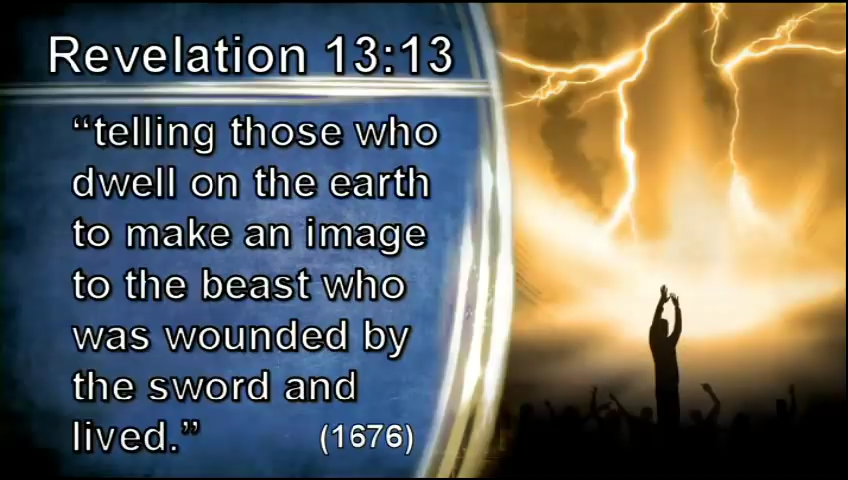 Revelation 13:13
“telling those who
dwell on the earth
to make an image
to the beast who
was wounded by
the sword and
lived.” (1676)